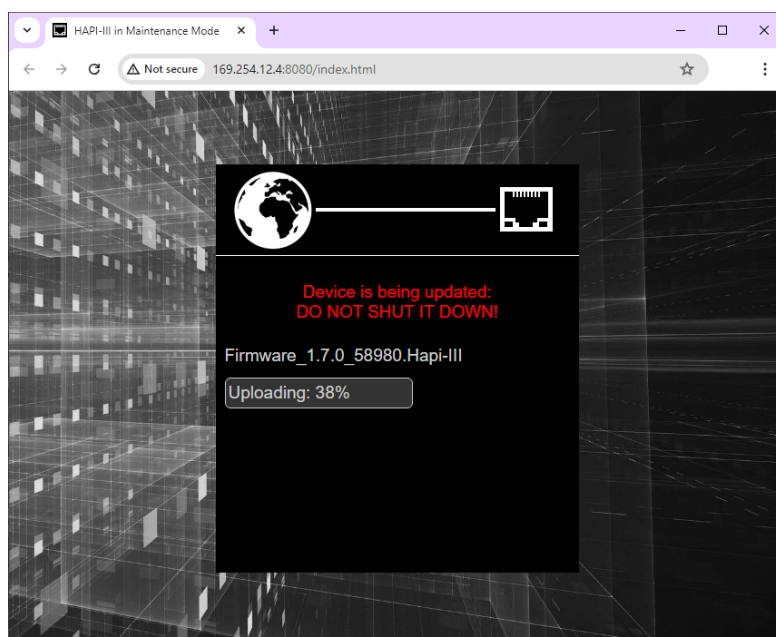 HAPI-III in Maintenance Mode
Not secure 169.254.12.4:8080/index.html
Device is being updated:
DO NOT SHUT IT DOWN!
Firmware_1.7.0_58980.Hapi-III
Uploading: 38%